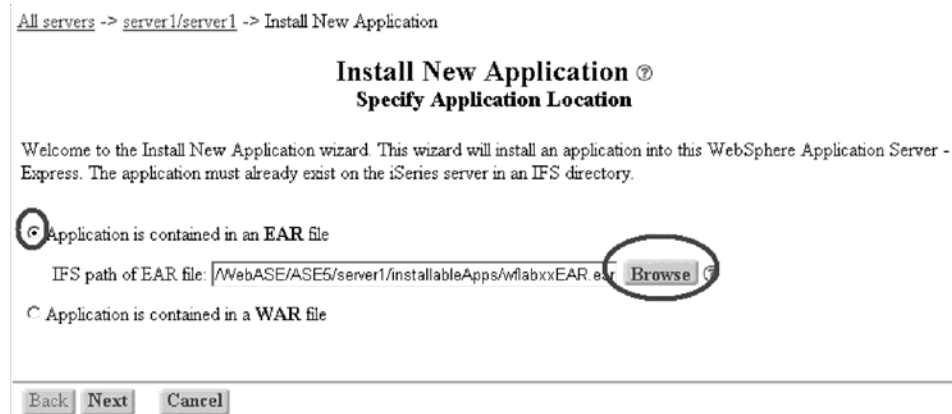 All servers -> server1/server1 -> Install New Application
Install New Application ?
Specify Application Location
Welcome to the Install New Application wizard. This wizard will install an application into this WebSphere Application Server -
Express. The application must already exist on the iSeries server in an IFS directory.
Application is contained in an EAR file
IFS path of EAR file: /WebASE/ASE5/server1/installableApps/wflabxxEAR.ear Browse ?
Application is contained in a WAR file
Back Next Cancel